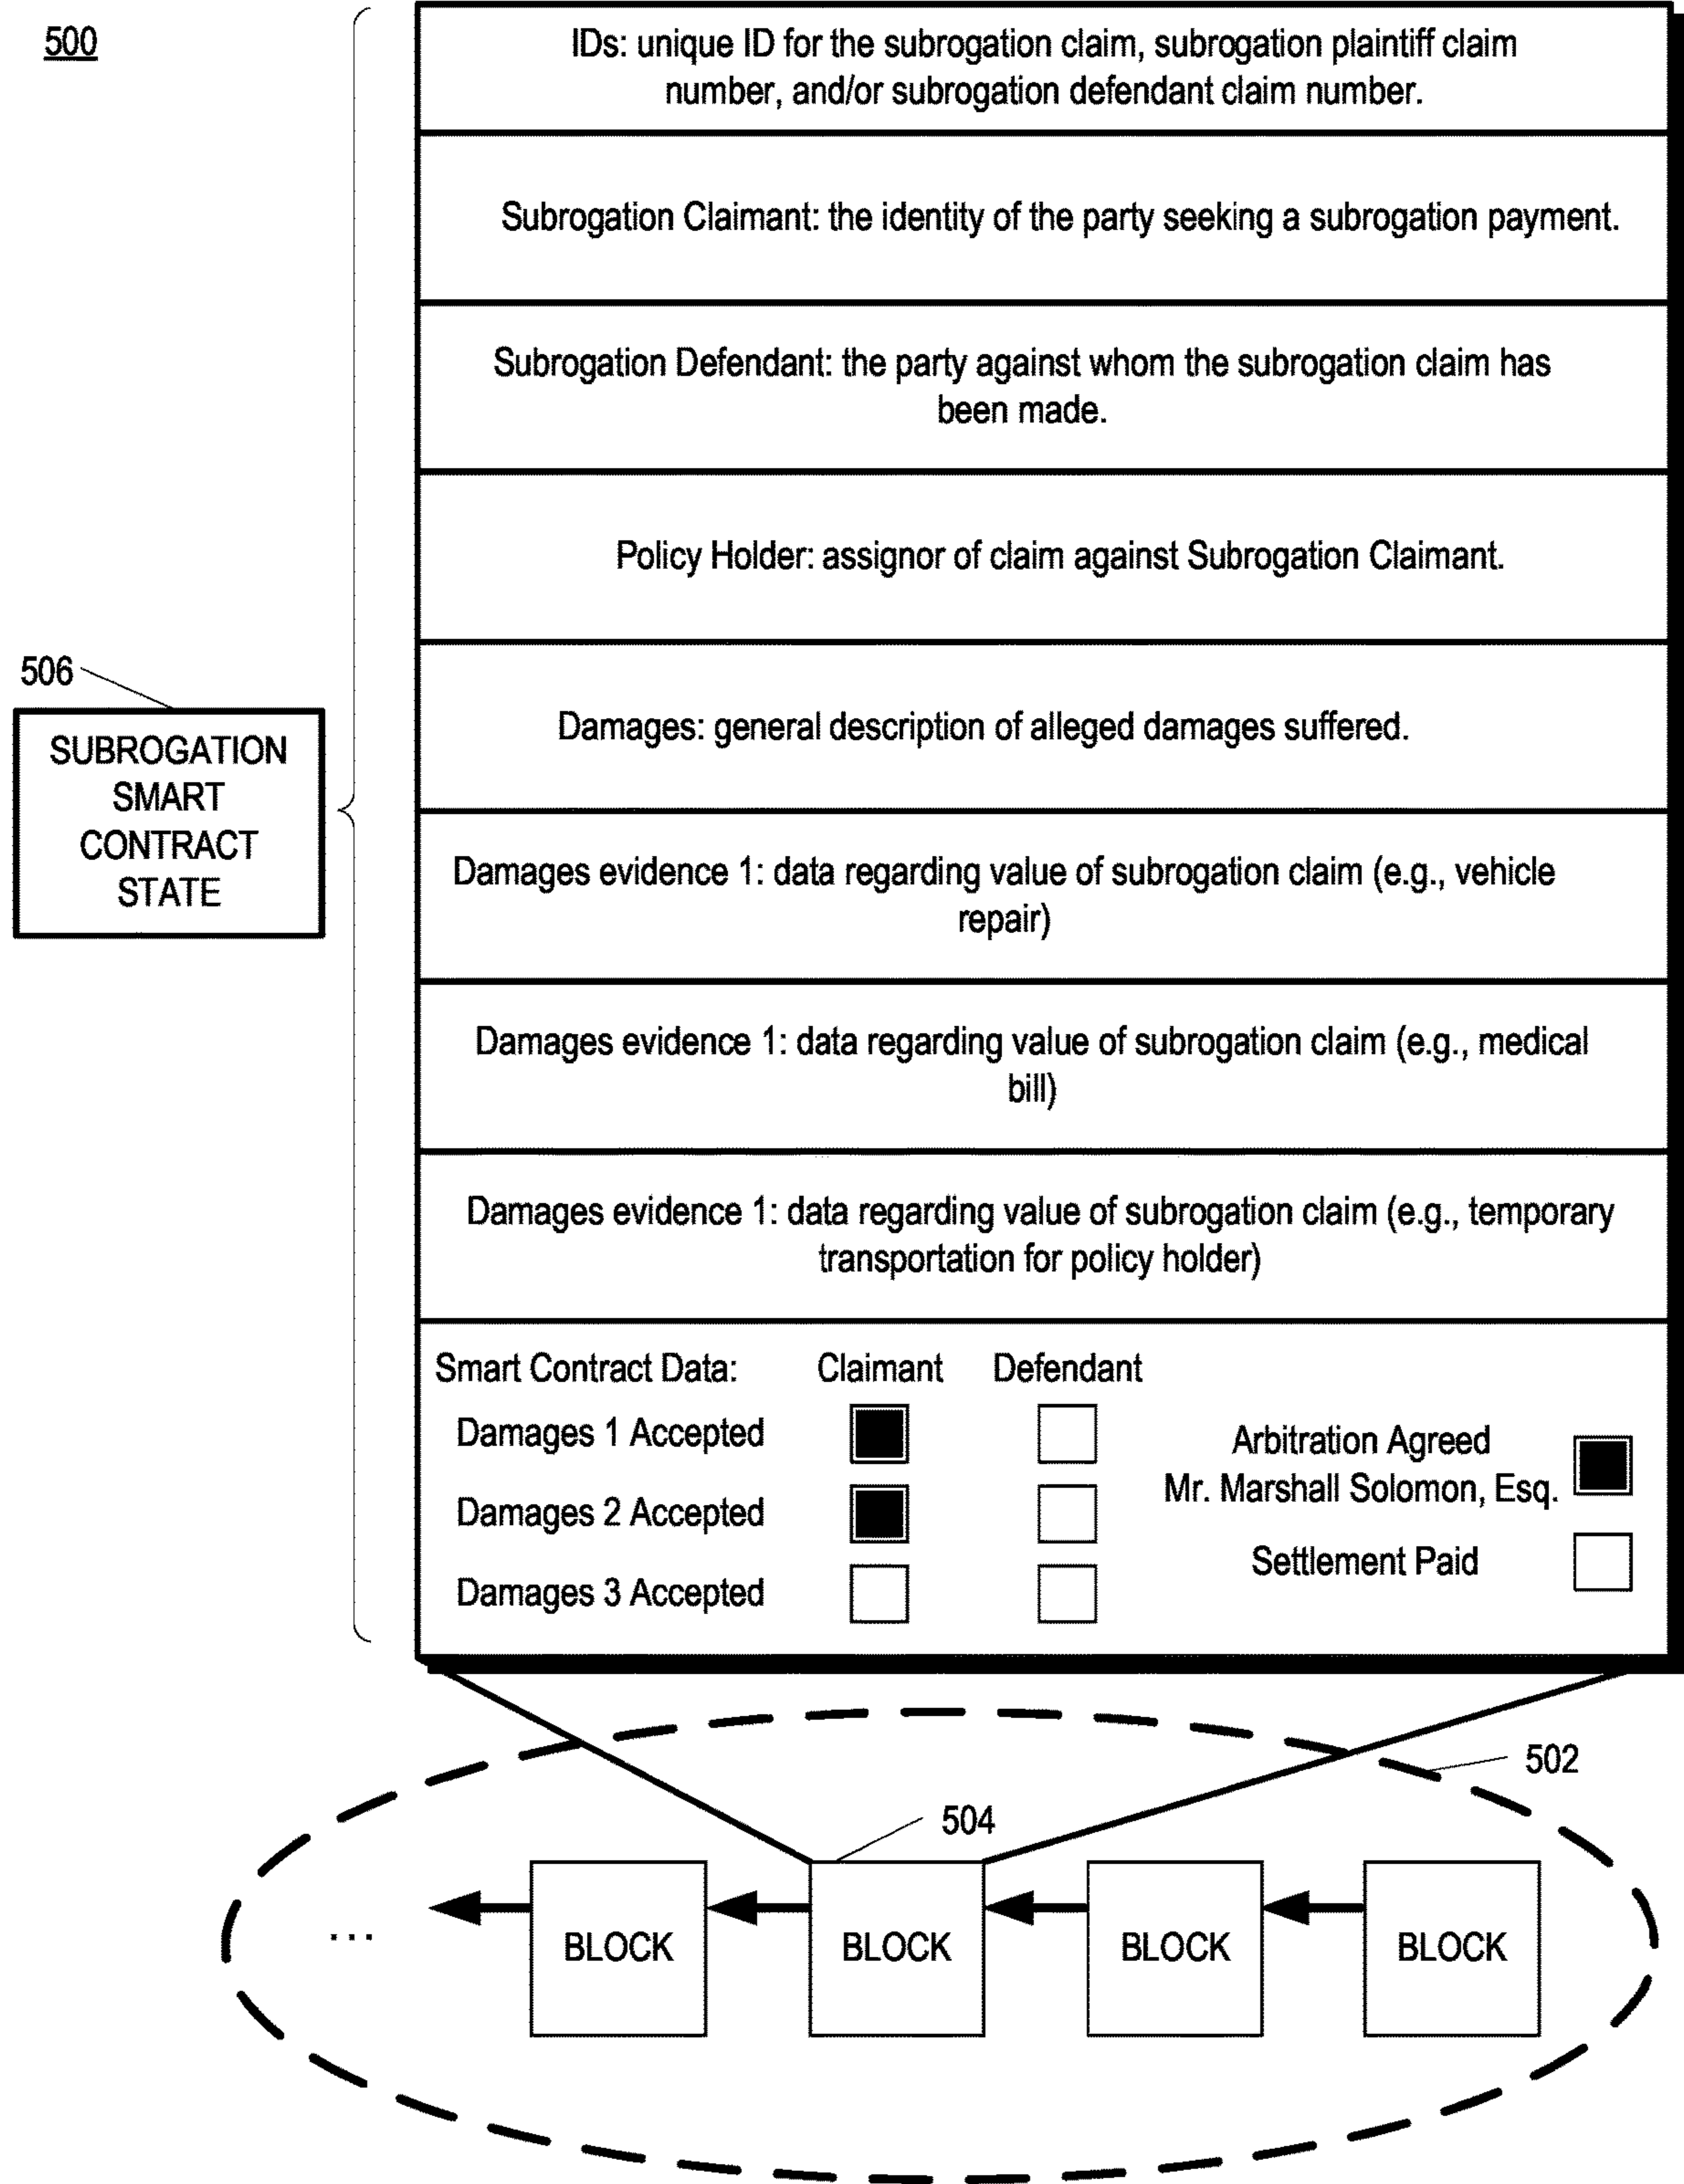 500
IDs: unique ID for the subrogation claim, subrogation plaintiff claim
number, and/or subrogation defendant claim number.
Subrogation Claimant: the identity of the party seeking a subrogation payment.
Subrogation Defendant: the party against whom the subrogation claim has
been made.
Policy Holder: assignor of claim against Subrogation Claimant.
506
SUBROGATION
SMART
CONTRACT
STATE
Damages: general description of alleged damages suffered.
Damages evidence 1: data regarding value of subrogation claim (e.g., vehicle
repair)
Damages evidence 1: data regarding value of subrogation claim (e.g., medical
bill)
Damages evidence 1: data regarding value of subrogation claim (e.g., temporary
transportation for policy holder)
Smart Contract Data: Claimant Defendant
Damages 1 Accepted
Damages 2 Accepted
Damages 3 Accepted
Arbitration Agreed
Mr. Marshall Solomon, Esq.
Settlement Paid
502
504
... BLOCK BLOCK BLOCK BLOCK